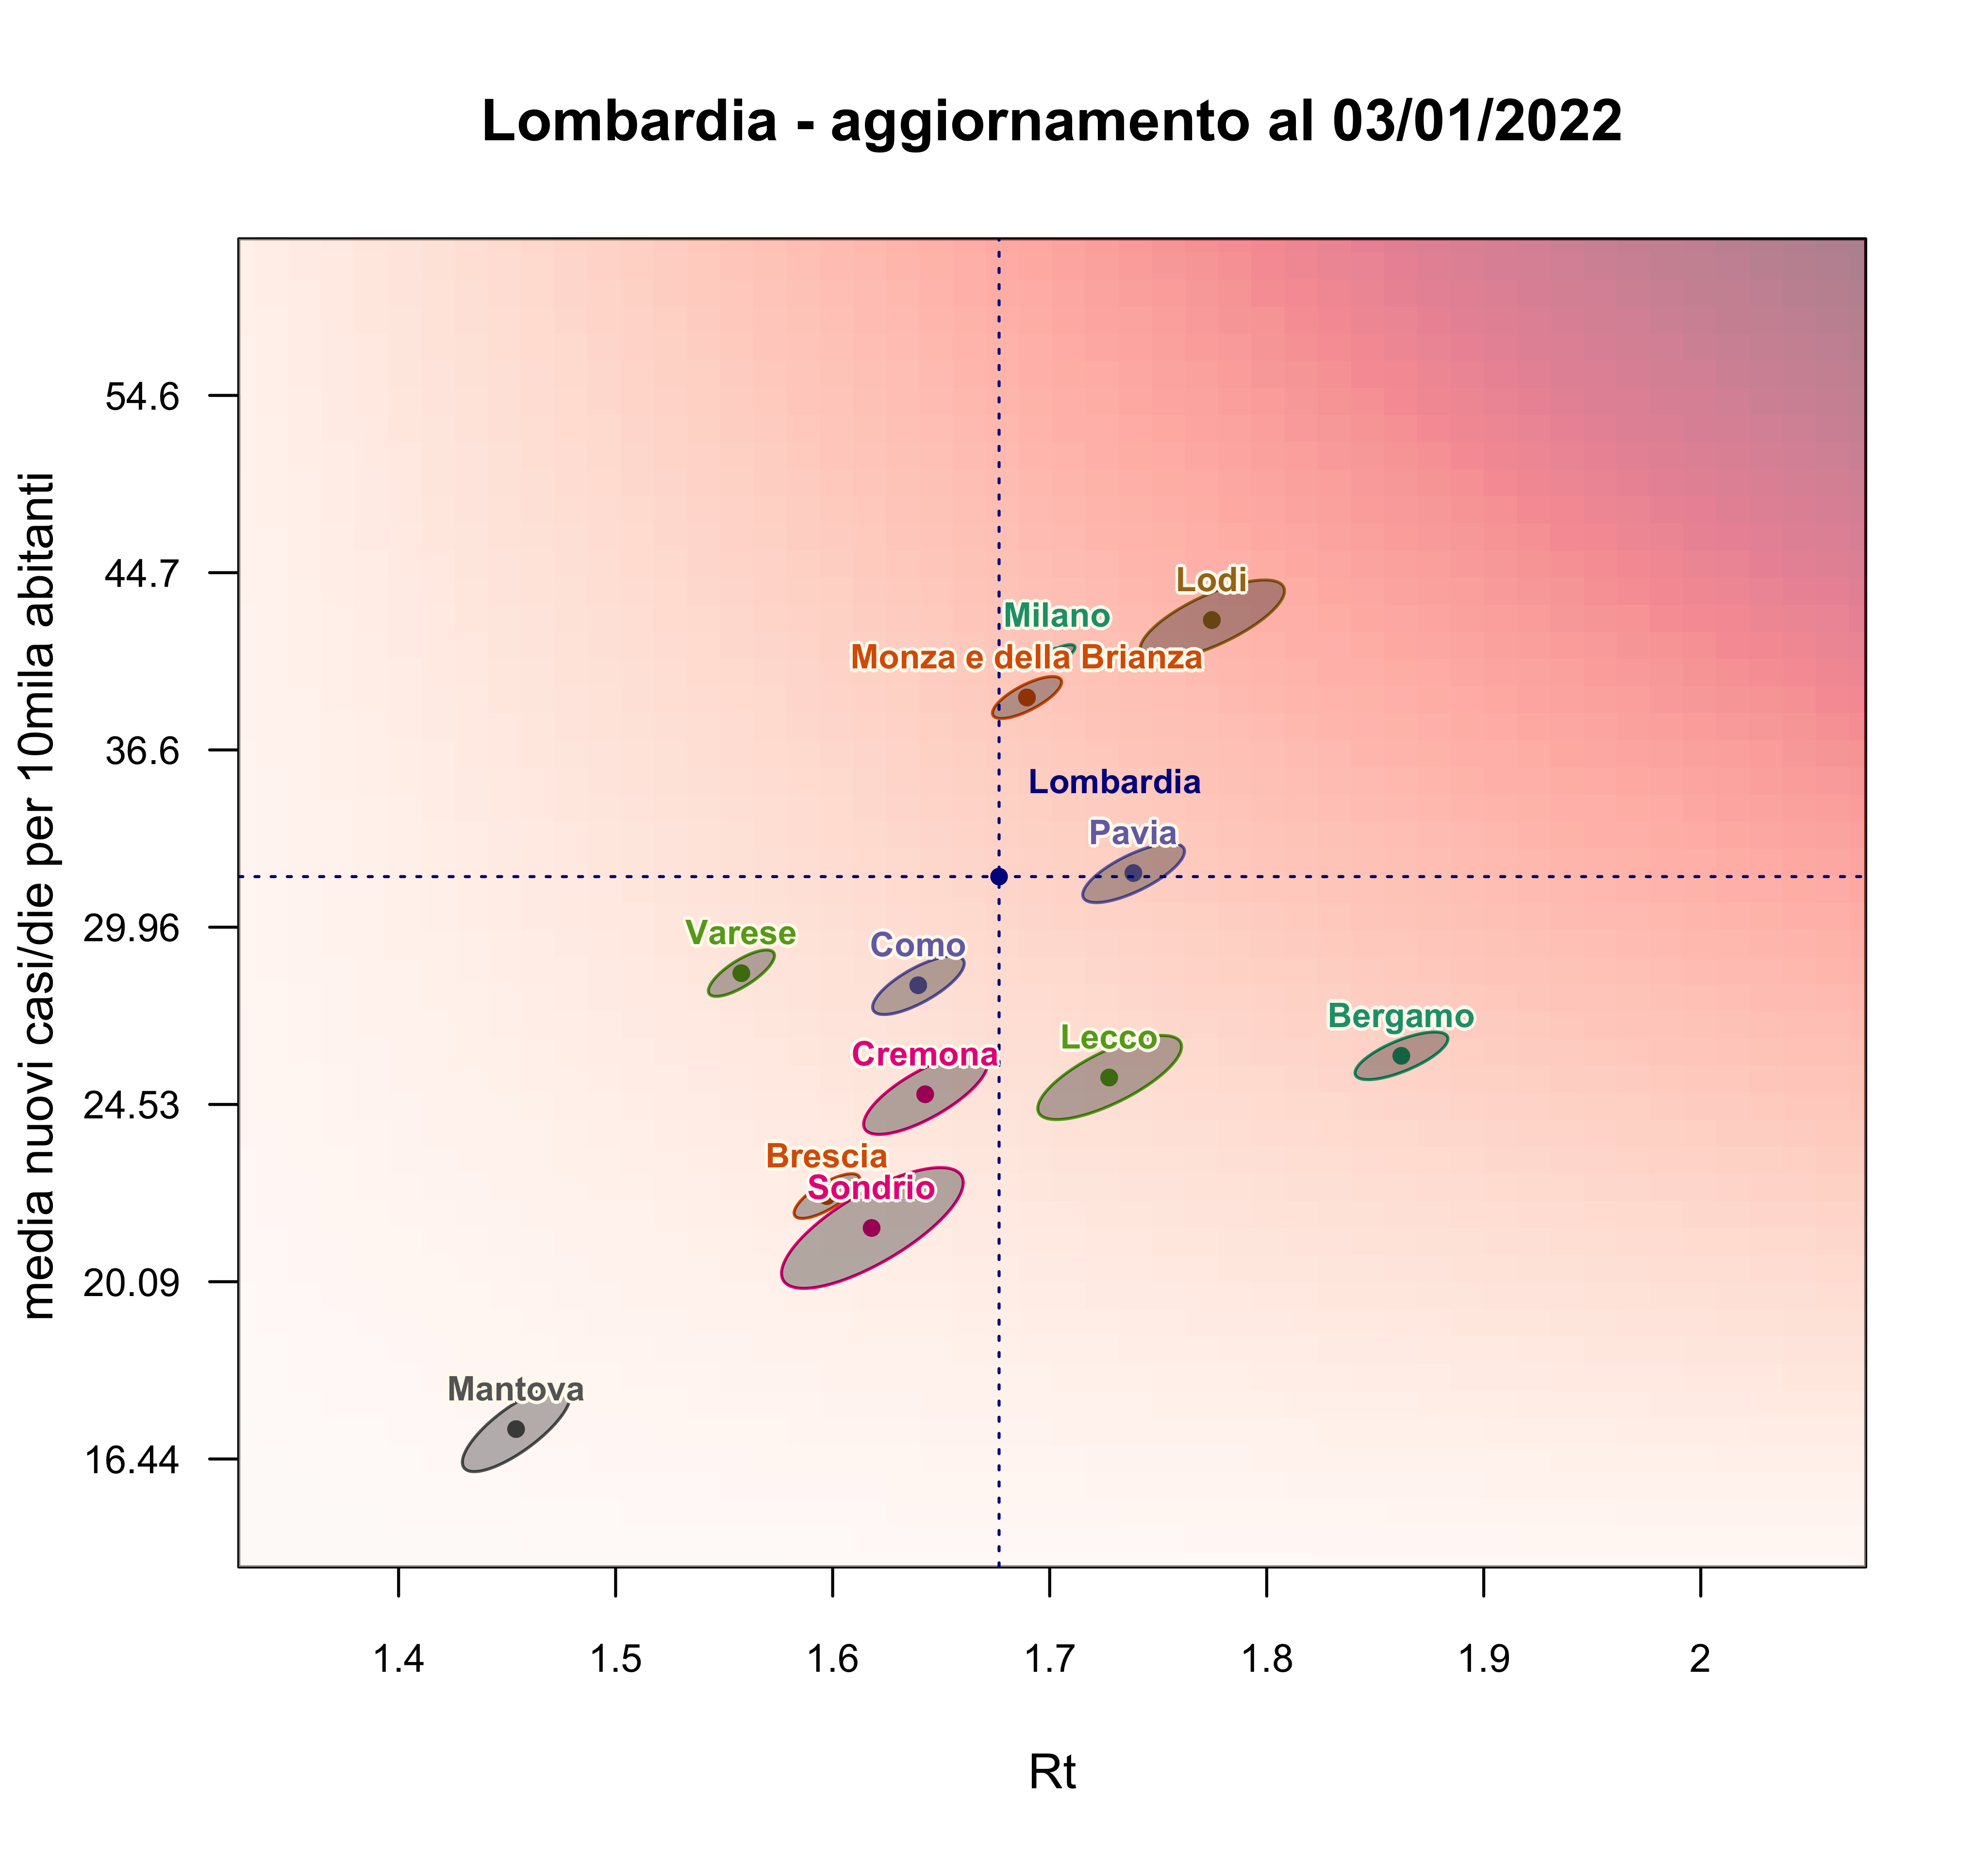 Lombardia - aggiornamento al 03/01/2022
media nuovi casi/die per 10mila abitanti
54.6
44.7
36.6
29.96
24.53
20.09
16.44
Lodi
Milano
Monza e della Brianza
Lombardia
Pavia
Varese
Como
Bergamo
Lecco
Cremona
Brescia
Sondrio
Mantova
1.4 1.5 1.6 1.7 1.8 1.9 2
Rt